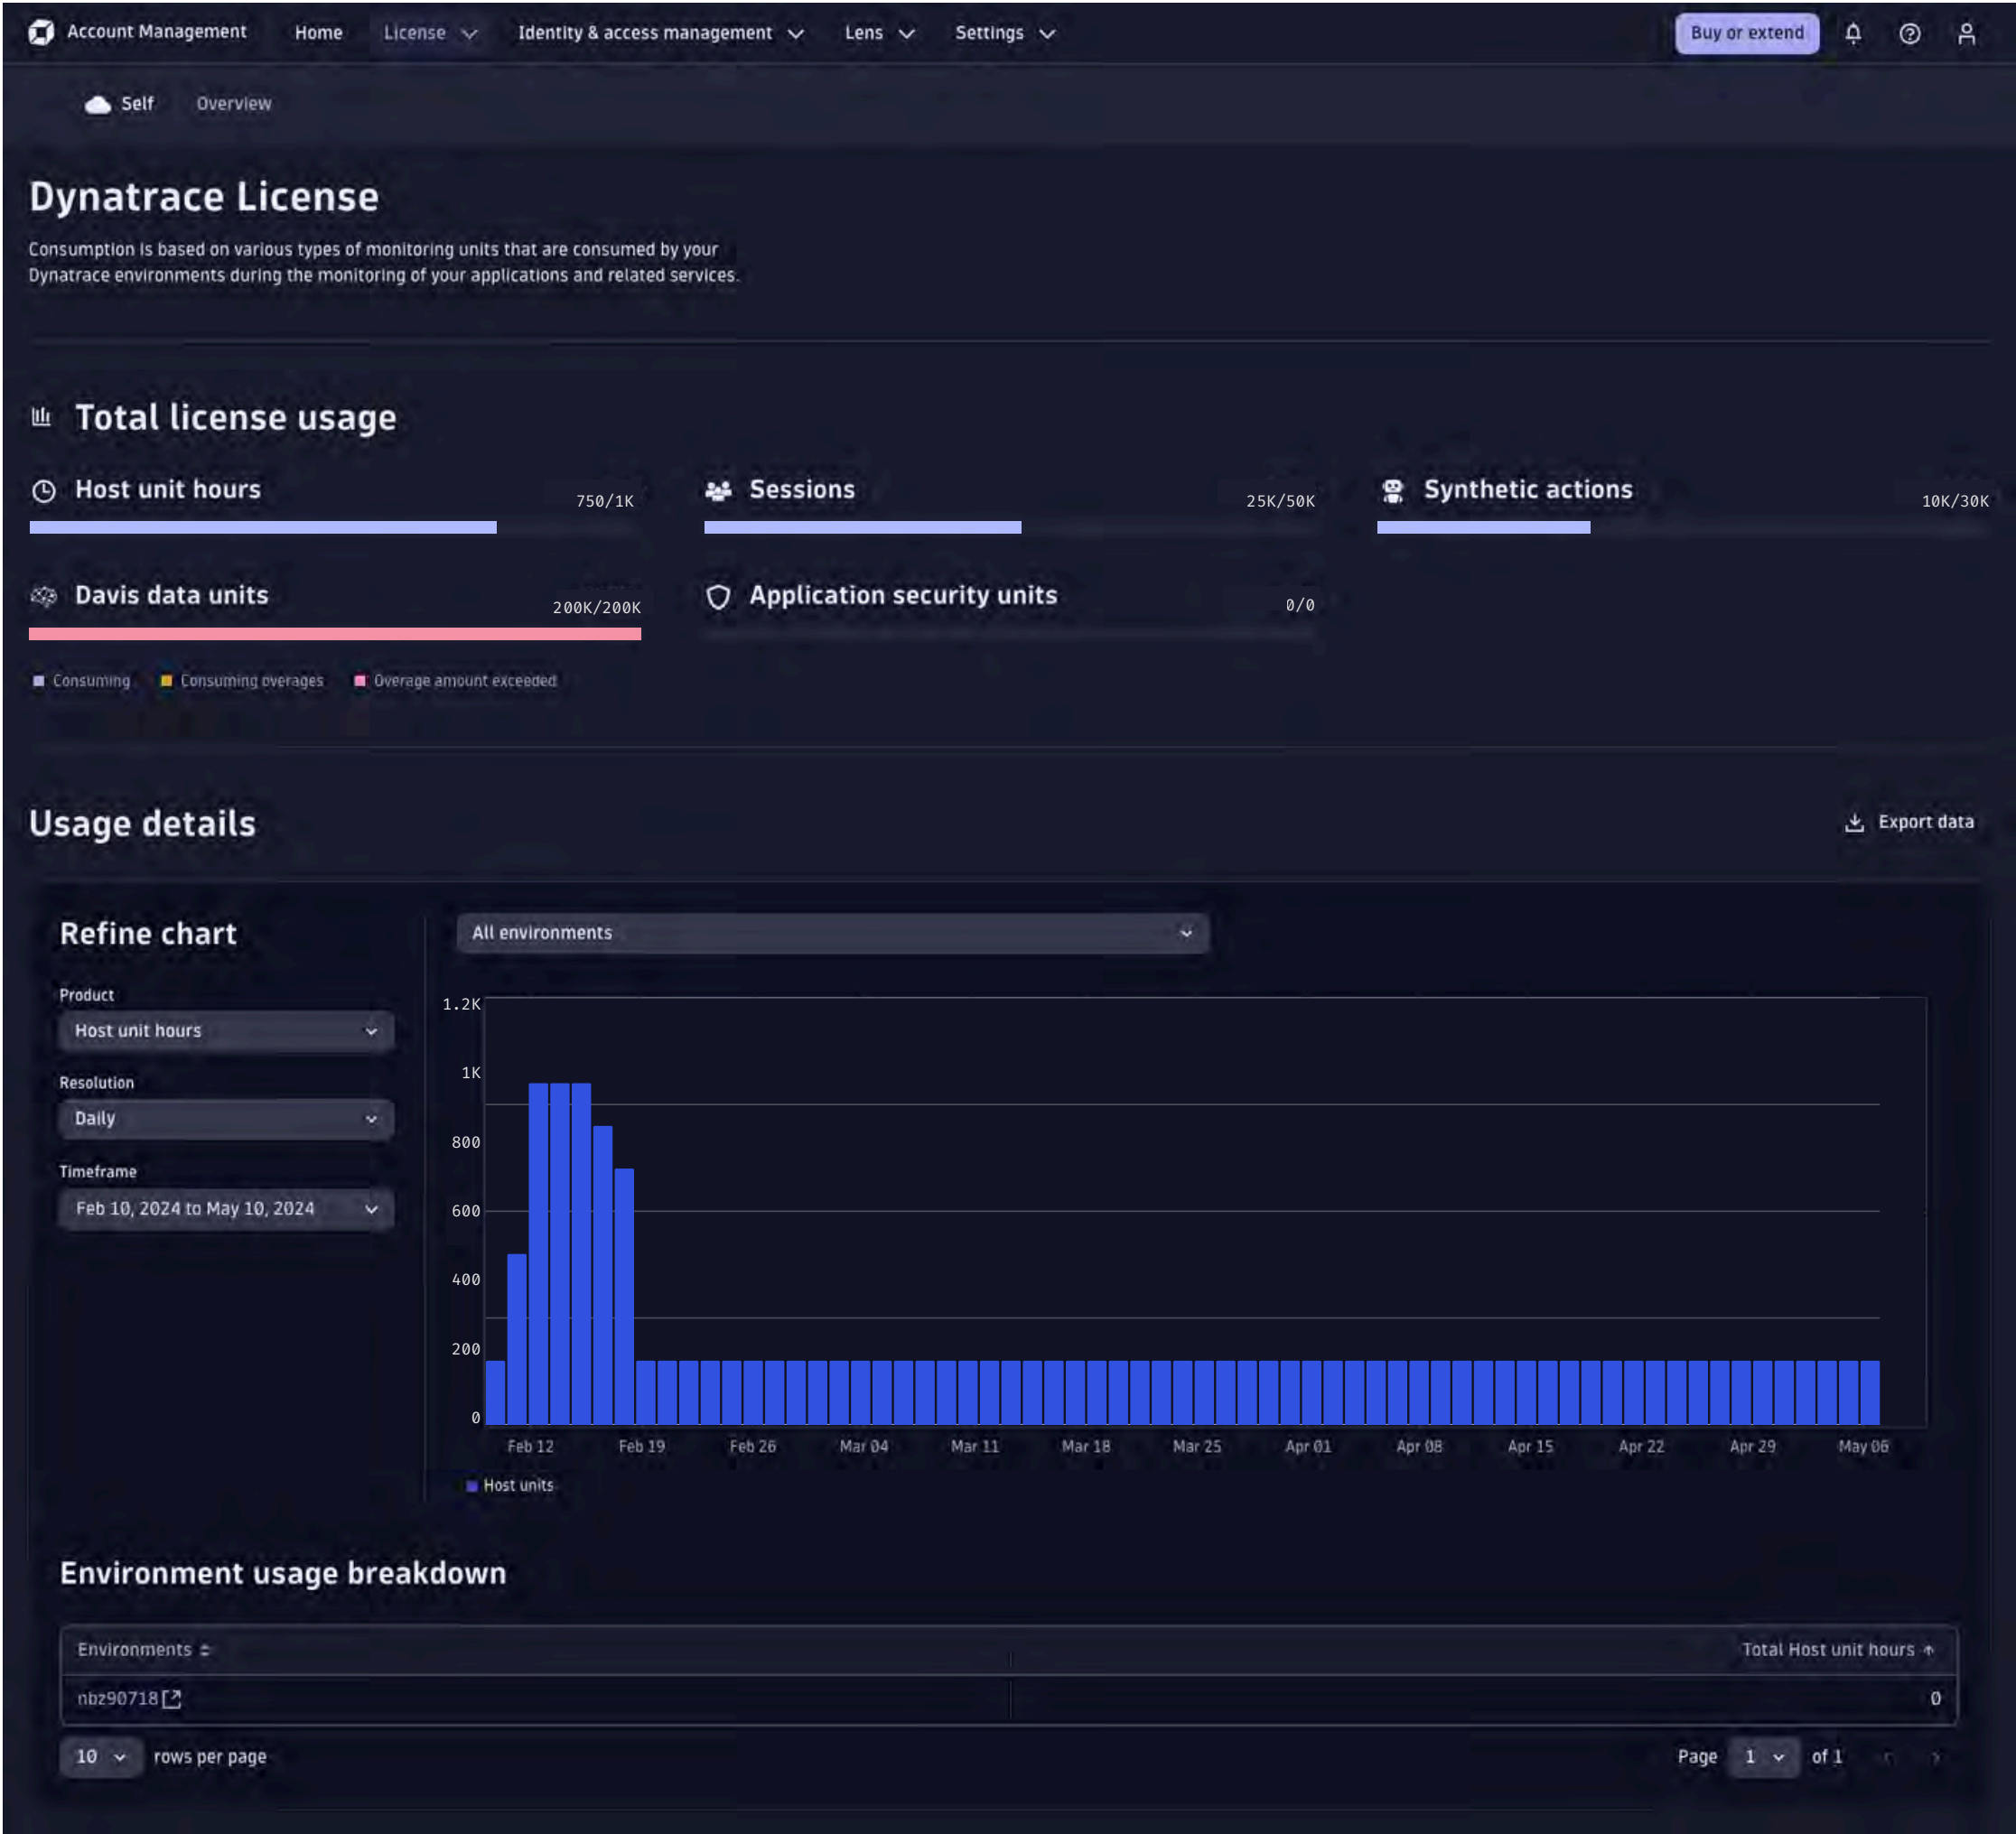 Account Management Home License Identity & access management Lens Settings Buy or extend
Self Overview
Dynatrace License
Consumption is based on various types of monitoring units that are consumed by your
Dynatrace environments during the monitoring of your applications and related services.
Total license usage
Host unit hours 750/1K
Sessions 25K/50K
Synthetic actions 10K/30K
Davis data units 200K/200K
Application security units 0/0
Consuming Consuming overages Overage amount exceeded
Usage details Export data
Refine chart
Product
Host unit hours
Resolution
Daily
Timeframe
Feb 10, 2024 to May 10, 2024
All environments
1.2K
1K
800
600
400
200
0
Feb 12 Feb 19 Feb 26 Mar 04 Mar 11 Mar 18 Mar 25 Apr 01 Apr 08 Apr 15 Apr 22 Apr 29 May 06
Host units
Environment usage breakdown
Environments Total Host unit hours
nbz90718 0
10 rows per page Page 1 of 1